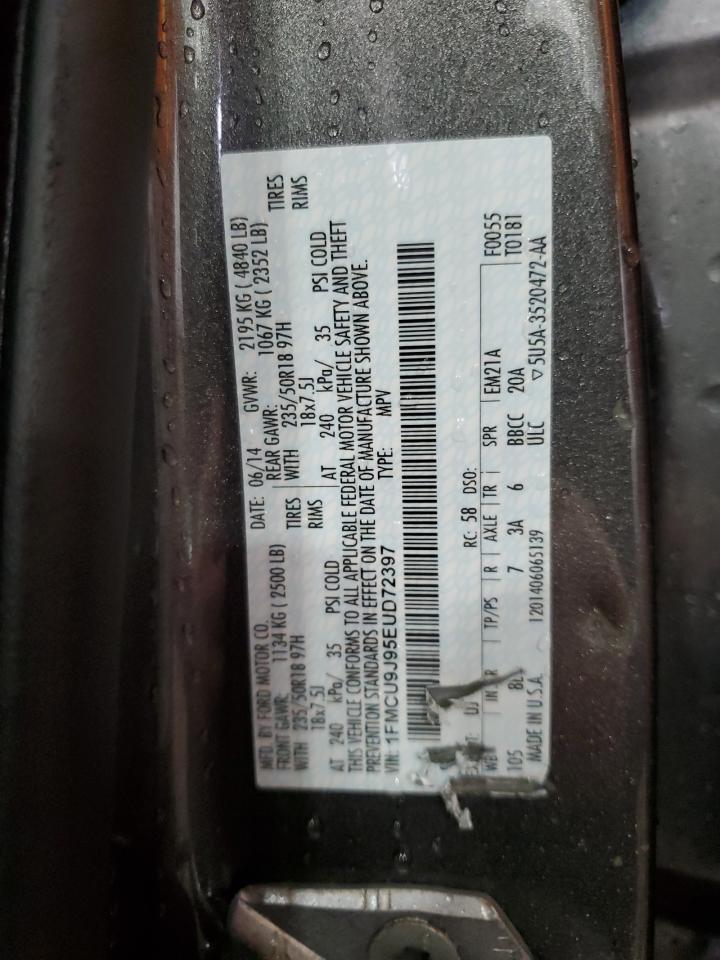 MFD. BY FORD MOTOR CO. DATE: 06/14 GVWR: 2195 KG ( 4840 LB)
FRONT GAWR: 1134 KG ( 2500 LB) REAR GAWR: 1067 KG ( 2352 LB)
WITH 235/50R18 97H TIRES WITH 235/50R18 97H TIRES
18x7.5J RIMS 18x7.5J RIMS
AT 240 kPa/ 35 PSI COLD AT 240 kPa/ 35 PSI COLD
THIS VEHICLE CONFORMS TO ALL APPLICABLE FEDERAL MOTOR VEHICLE SAFETY AND THEFT
PREVENTION STANDARDS IN EFFECT ON THE DATE OF MANUFACTURE SHOWN ABOVE.
VIN: 1FMCU9J95EUD72397 TYPE: MPV
UJ RC: 58 DSO:
WB TP/PS R AXLE TR SPR EM21A F0055
105 7 3A 6 BBCC 20A T0181
MADE IN U.S.A. 1201406065139 ULC ▽5U5A-3520472-AA